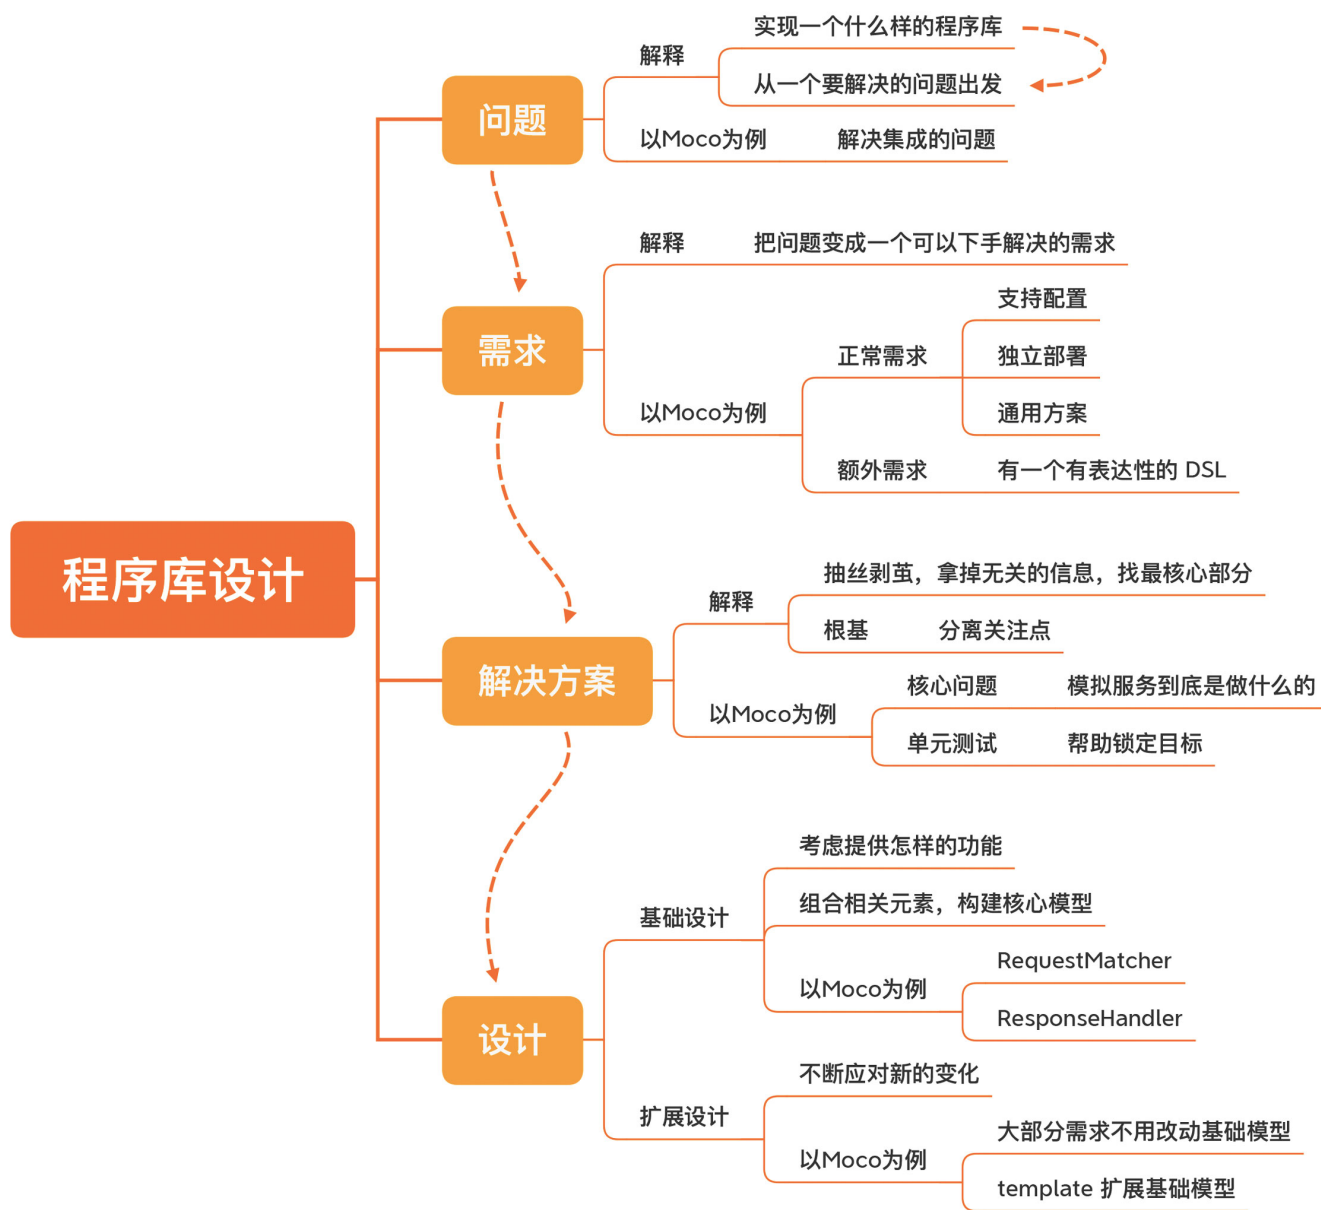 程序库设计
问题
解释
实现一个什么样的程序库
从一个要解决的问题出发
以Moco为例
解决集成的问题
需求
解释
把问题变成一个可以下手解决的需求
以Moco为例
正常需求
支持配置
独立部署
通用方案
额外需求
有一个有表达性的 DSL
解决方案
解释
抽丝剥茧，拿掉无关的信息，找最核心部分
根基
分离关注点
以Moco为例
核心问题
模拟服务到底是做什么的
单元测试
帮助锁定目标
设计
基础设计
考虑提供怎样的功能
组合相关元素，构建核心模型
以Moco为例
RequestMatcher
ResponseHandler
扩展设计
不断应对新的变化
以Moco为例
大部分需求不用改动基础模型
template 扩展基础模型